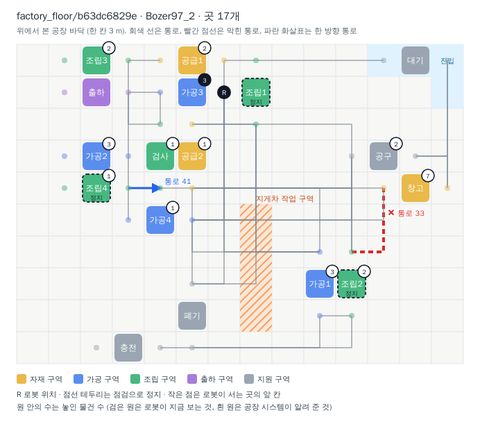 factory_floor/b63dc6829e · Bozer97_2 · 곳 17개
위에서 본 공장 바닥 (한 칸 3 m). 회색 선은 통로, 빨간 점선은 막힌 통로, 파란 화살표는 한 방향 통로
2 2
조립3 공급1 대기 진입
3
출하 가공3 R 조립1
정지
3 1 1 2
가공2 검사 공급2 공구
1 7
조립4 통로 41 창고
정지
지게차 작업 구역
1
가공4 ✕ 통로 33
3 2
가공1 조립2
정지
폐기
충전
자재 구역 가공 구역 조립 구역 출하 구역 지원 구역
R 로봇 위치 · 점선 테두리는 점검으로 정지 · 작은 점은 로봇이 서는 곳의 앞 칸
원 안의 수는 놓인 물건 수 (검은 원은 로봇이 지금 보는 것, 흰 원은 공장 시스템이 알려 준 것)